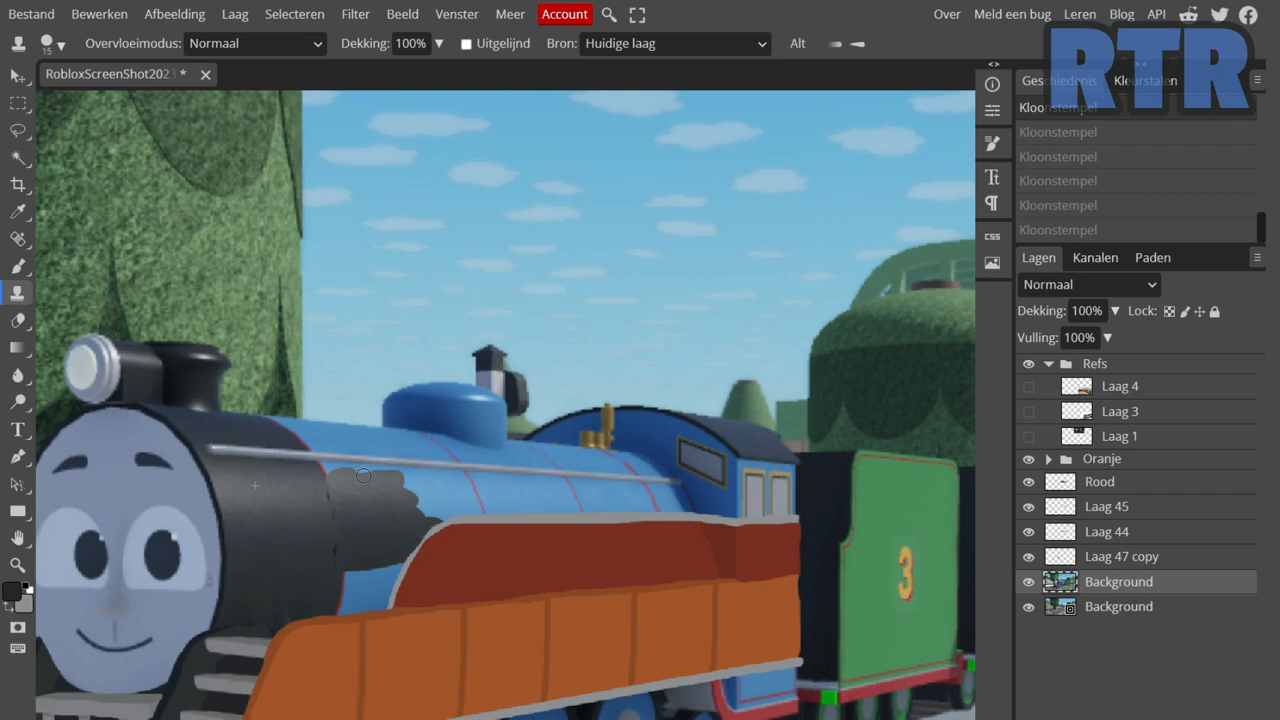 Bestand Bewerken Afbeelding Laag Selecteren Filter Beeld Venster Meer Account Over Meld een bug Leren Blog API
15 Overvloeimodus: Normaal Dekking: 100% Uitgelijnd Bron: Huidige laag Alt
RTR
RobloxScreenShot2023 *
Geschiedenis Kleurstalen
Kloonstempel
Kloonstempel
Kloonstempel
Kloonstempel
Kloonstempel
Kloonstempel
Lagen Kanalen Paden
Normaal
Dekking: 100% Lock:
Vulling: 100%
Refs
Laag 4
Laag 3
Laag 1
Oranje
Rood
Laag 45
Laag 44
Laag 47 copy
Background
Background
CSS
3